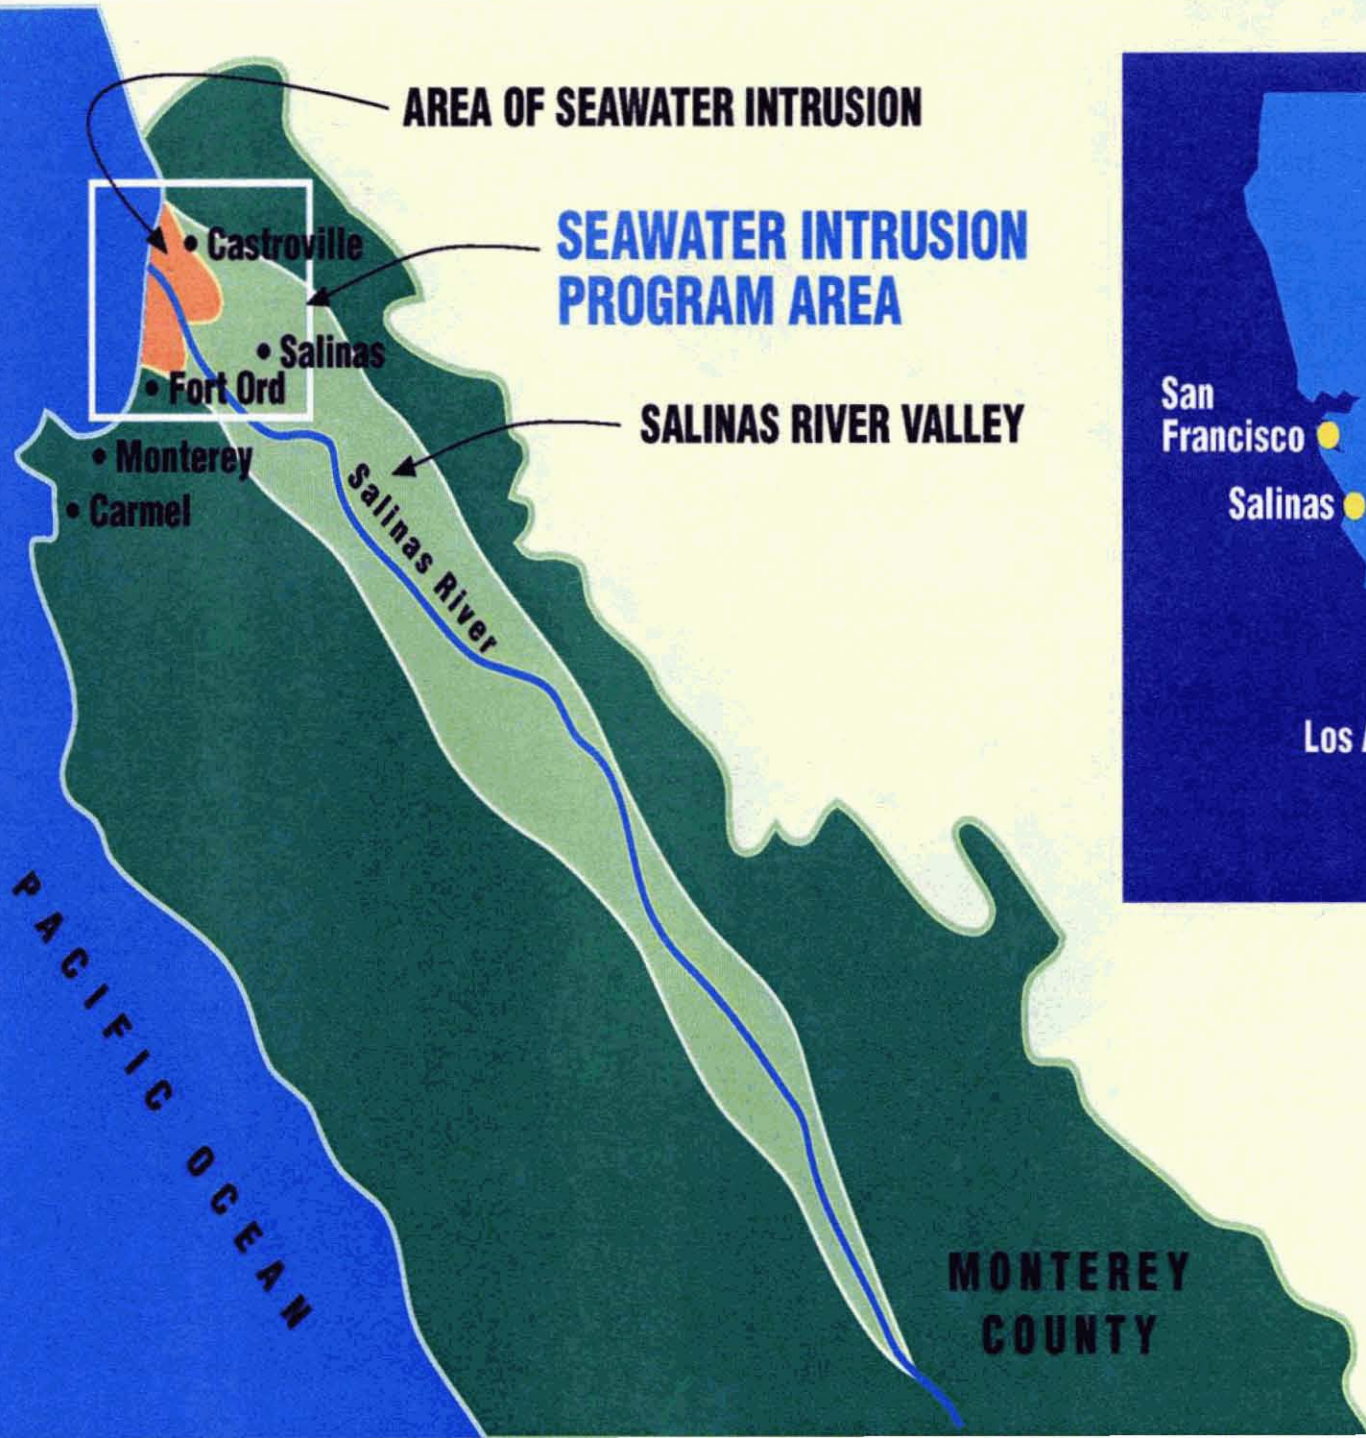 AREA OF SEAWATER INTRUSION
SEAWATER INTRUSION
PROGRAM AREA
Castroville
Salinas
Fort Ord
SALINAS RIVER VALLEY
Monterey
Carmel
Salinas River
PACIFIC OCEAN
MONTEREY
COUNTY
San
Francisco
Salinas
Los